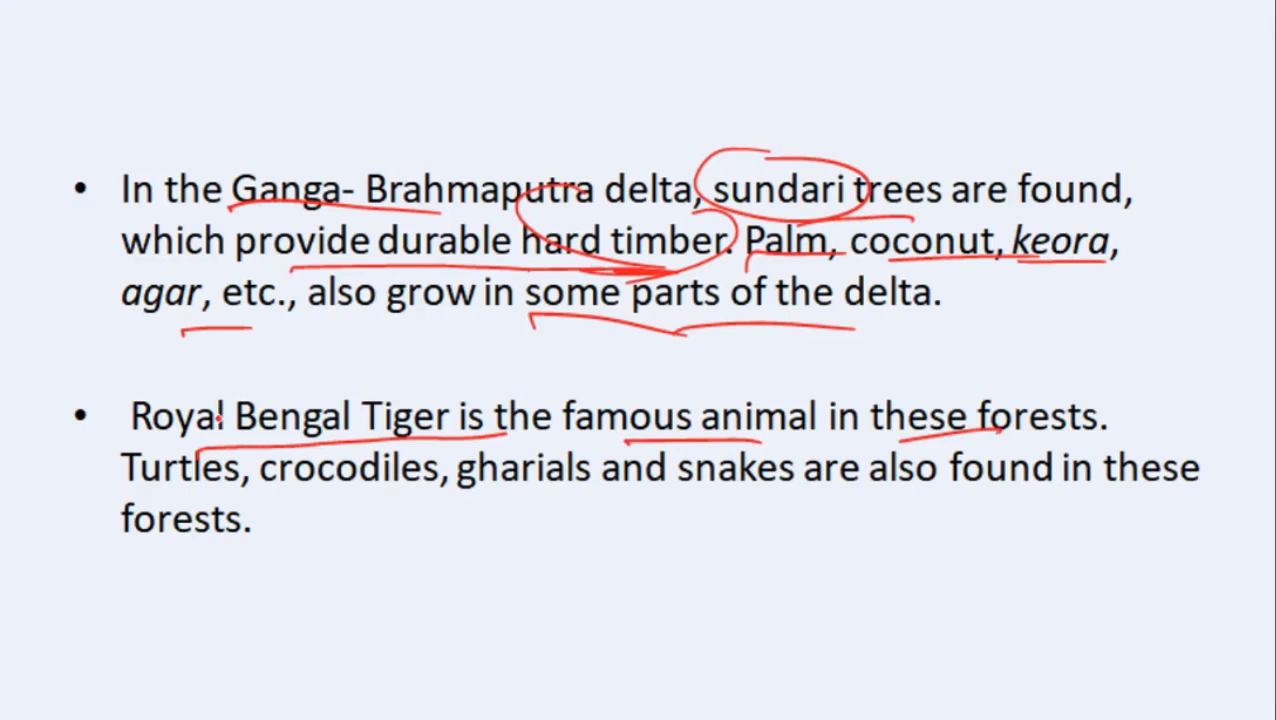 • In the Ganga- Brahmaputra delta, sundari trees are found,
which provide durable hard timber. Palm, coconut, keora,
agar, etc., also grow in some parts of the delta.
• Royal Bengal Tiger is the famous animal in these forests.
Turtles, crocodiles, gharials and snakes are also found in these
forests.